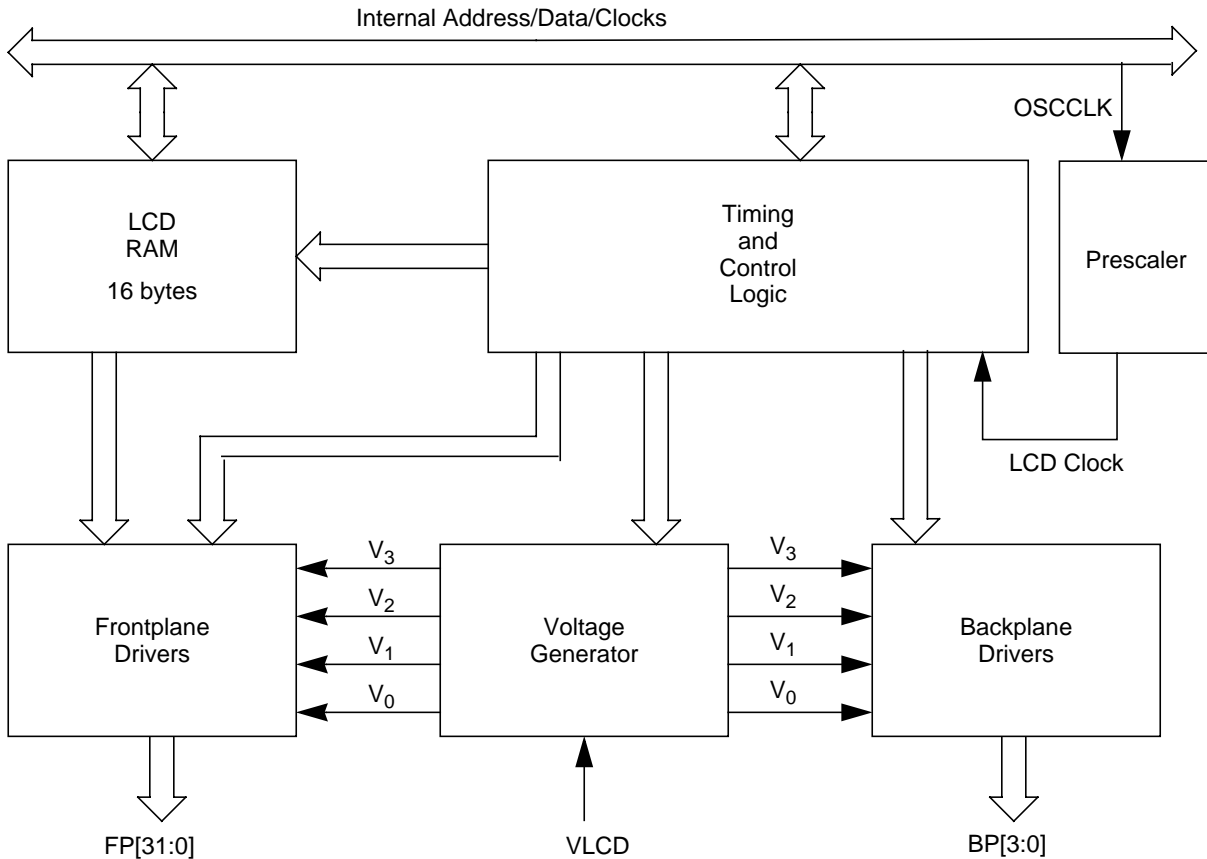 Internal Address/Data/Clocks
OSCCLK
LCD
RAM
16 bytes
Timing
and
Control
Logic
Prescaler
LCD Clock
V3
V2
V1
V0
V3
V2
V1
V0
Frontplane
Drivers
Voltage
Generator
Backplane
Drivers
FP[31:0]
VLCD
BP[3:0]